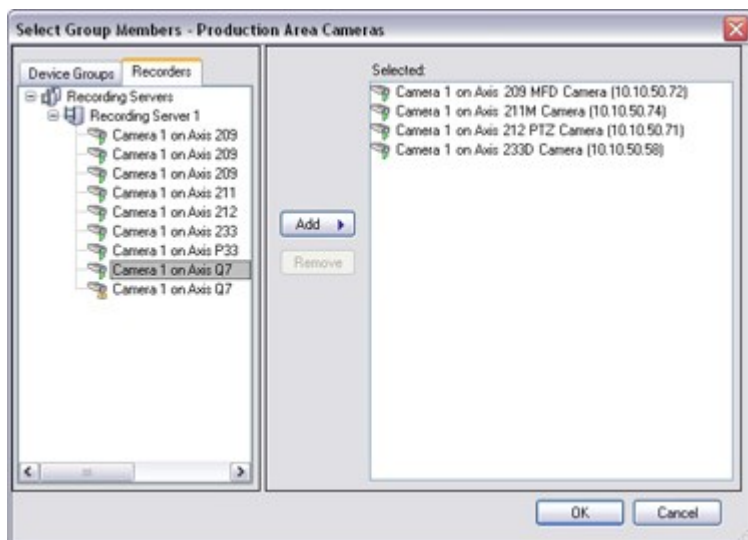 Select Group Members - Production Area Cameras
Device Groups
Recorders
Recording Servers
Recording Server 1
Camera 1 on Axis 209
Camera 1 on Axis 209
Camera 1 on Axis 209
Camera 1 on Axis 211
Camera 1 on Axis 212
Camera 1 on Axis 233
Camera 1 on Axis P33
Camera 1 on Axis Q7
Camera 1 on Axis Q7
Add
Remove
Selected:
Camera 1 on Axis 209 MFD Camera (10.10.50.72)
Camera 1 on Axis 211M Camera (10.10.50.74)
Camera 1 on Axis 212 PTZ Camera (10.10.50.71)
Camera 1 on Axis 233D Camera (10.10.50.58)
OK
Cancel